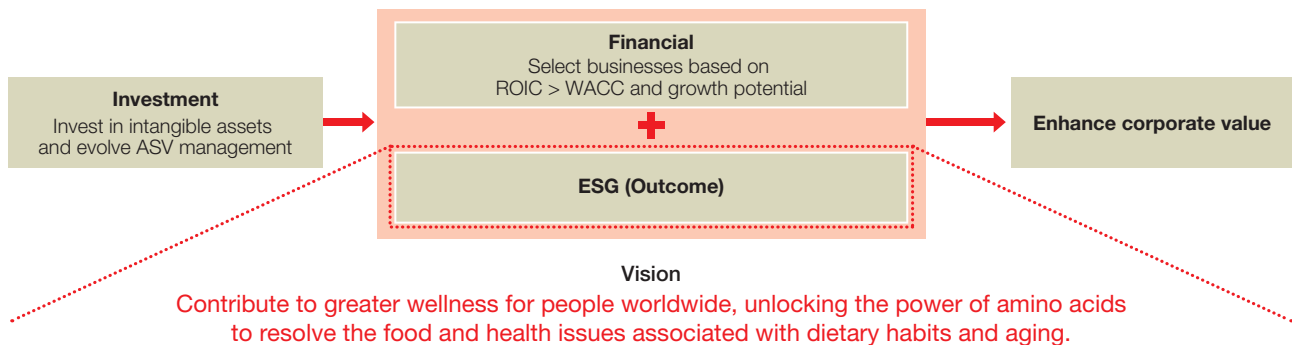 Financial
Select businesses based on
ROIC > WACC and growth potential
Investment
Invest in intangible assets
and evolve ASV management
Enhance corporate value
ESG (Outcome)
Vision
Contribute to greater wellness for people worldwide, unlocking the power of amino acids
to resolve the food and health issues associated with dietary habits and aging.